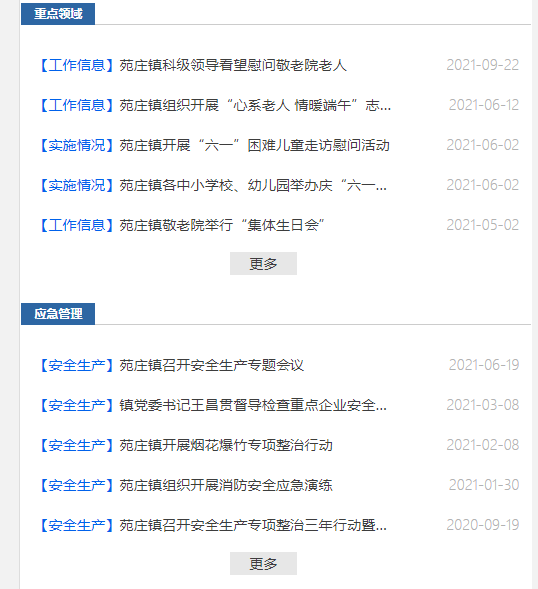 重点领域
【工作信息】苑庄镇科级领导看望慰问敬老院老人 2021-09-22
【工作信息】苑庄镇组织开展“心系老人 情暖端午”志... 2021-06-12
【实施情况】苑庄镇开展“六一”困难儿童走访慰问活动 2021-06-02
【实施情况】苑庄镇各中小学校、幼儿园举办庆“六一... 2021-06-02
【工作信息】苑庄镇敬老院举行“集体生日会” 2021-05-02
更多
应急管理
【安全生产】苑庄镇召开安全生产专题会议 2021-06-19
【安全生产】镇党委书记王昌贯督导检查重点企业安全... 2021-03-08
【安全生产】苑庄镇开展烟花爆竹专项整治行动 2021-02-08
【安全生产】苑庄镇组织开展消防安全应急演练 2021-01-30
【安全生产】苑庄镇召开安全生产专项整治三年行动暨... 2020-09-19
更多